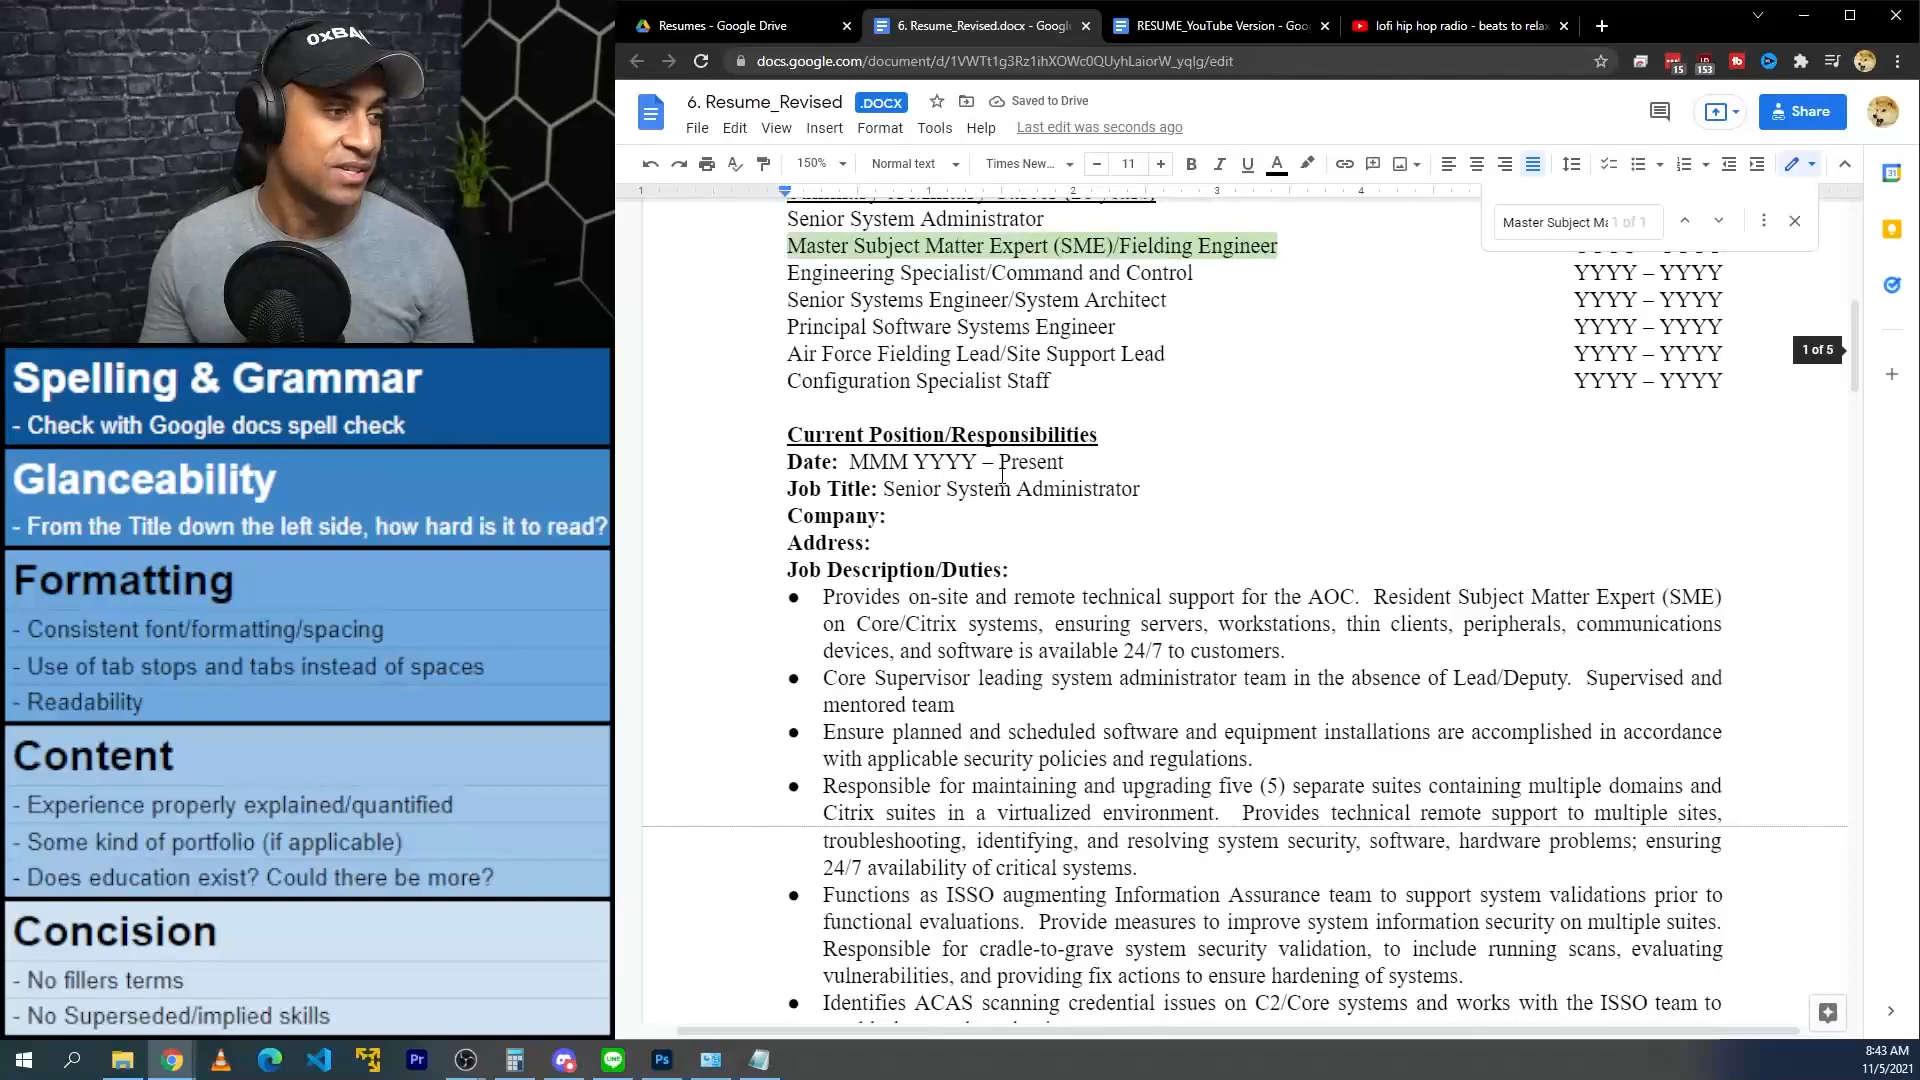 OxBA
Spelling & Grammar
- Check with Google docs spell check
Glanceability
- From the Title down the left side, how hard is it to read?
Formatting
- Consistent font/formatting/spacing
- Use of tab stops and tabs instead of spaces
- Readability
Content
- Experience properly explained/quantified
- Some kind of portfolio (if applicable)
- Does education exist? Could there be more?
Concision
- No fillers terms
- No Superseded/implied skills
Resumes - Google Drive
6. Resume_Revised.docx - Google
RESUME_YouTube Version - Goo
lofi hip hop radio - beats to rela
docs.google.com/document/d/1VWTt1g3Rz1ihXOWc0QUyhLaiorW_yqlg/edit
15
153
6. Resume_Revised
.DOCX
Saved to Drive
File Edit View Insert Format Tools Help Last edit was seconds ago
Share
150% Normal text Times New... 11 B I U A
1 1 2 3 4
Master Subject Ma 1 of 1
Senior System Administrator
Master Subject Matter Expert (SME)/Fielding Engineer
Engineering Specialist/Command and Control YYYY – YYYY
Senior Systems Engineer/System Architect YYYY – YYYY
Principal Software Systems Engineer YYYY – YYYY
Air Force Fielding Lead/Site Support Lead YYYY – YYYY
Configuration Specialist Staff YYYY – YYYY
1 of 5
Current Position/Responsibilities
Date: MMM YYYY – Present
Job Title: Senior System Administrator
Company:
Address:
Job Description/Duties:
● Provides on-site and remote technical support for the AOC. Resident Subject Matter Expert (SME)
on Core/Citrix systems, ensuring servers, workstations, thin clients, peripherals, communications
devices, and software is available 24/7 to customers.
● Core Supervisor leading system administrator team in the absence of Lead/Deputy. Supervised and
mentored team
● Ensure planned and scheduled software and equipment installations are accomplished in accordance
with applicable security policies and regulations.
● Responsible for maintaining and upgrading five (5) separate suites containing multiple domains and
Citrix suites in a virtualized environment. Provides technical remote support to multiple sites,
troubleshooting, identifying, and resolving system security, software, hardware problems; ensuring
24/7 availability of critical systems.
● Functions as ISSO augmenting Information Assurance team to support system validations prior to
functional evaluations. Provide measures to improve system information security on multiple suites.
Responsible for cradle-to-grave system security validation, to include running scans, evaluating
vulnerabilities, and providing fix actions to ensure hardening of systems.
● Identifies ACAS scanning credential issues on C2/Core systems and works with the ISSO team to
Pr
LINE
Ps
8:43 AM
11/5/2021